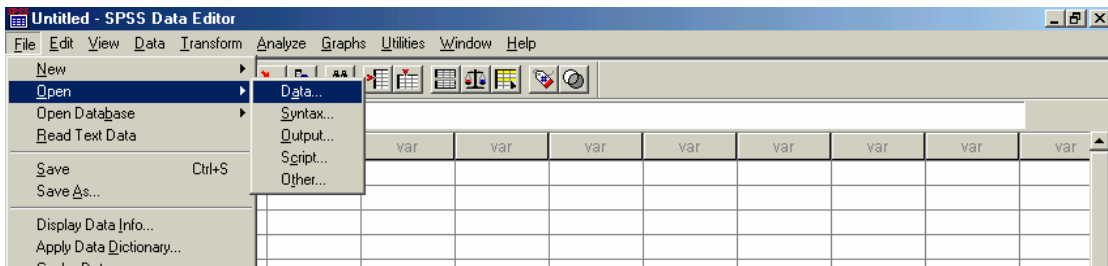 Untitled - SPSS Data Editor
File Edit View Data Transform Analyze Graphs Utilities Window Help
New
Open
Open Database
Read Text Data
Save Ctrl+S
Save As...
Display Data Info...
Apply Data Dictionary...
Data...
Syntax...
Output...
Script...
Other...
var var var var var var var var